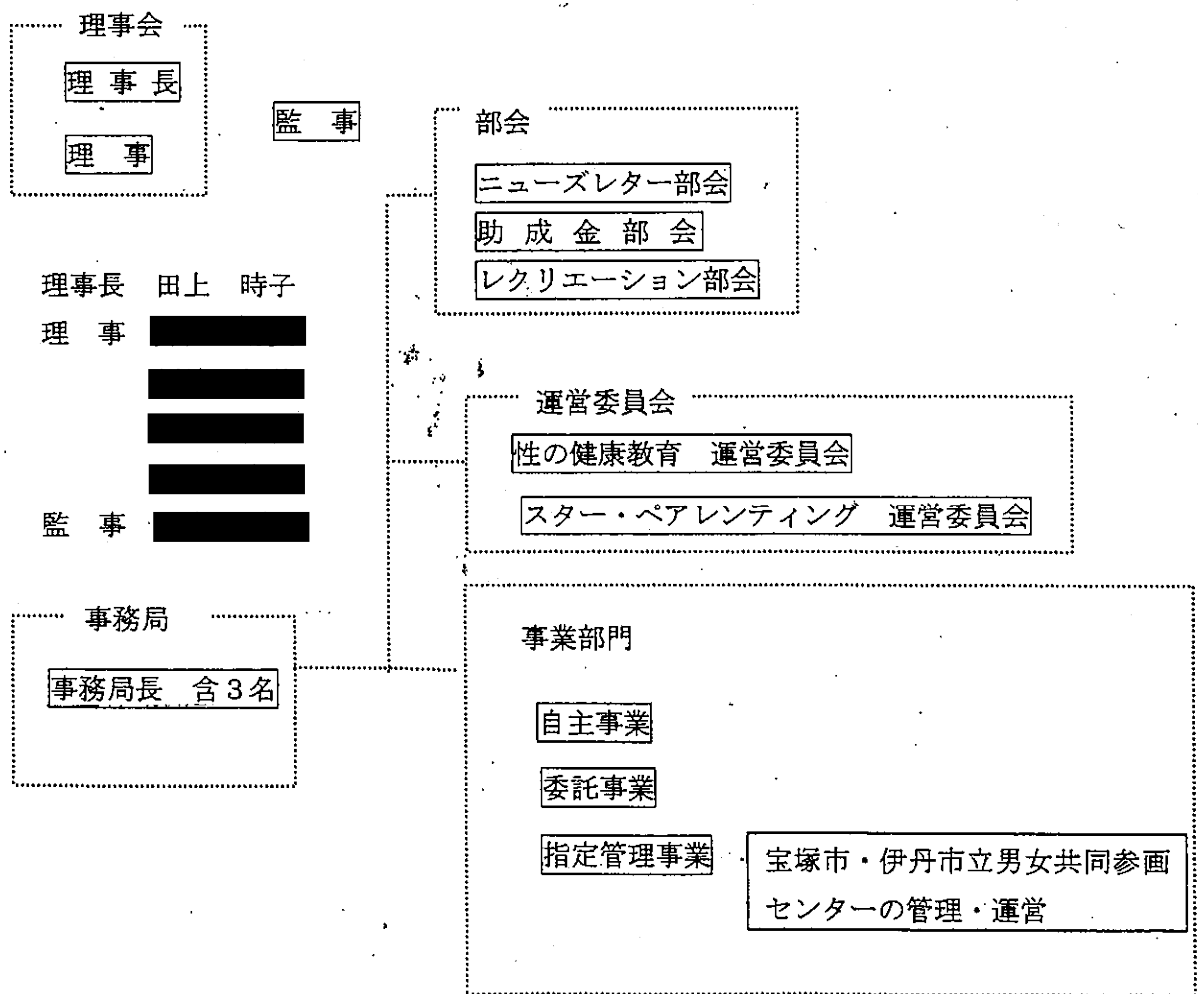 理事会
理事長
理　事
監　事
部会
ニューズレター部会
助成金部会
レクリエーション部会
理事長　田上　時子
理　事
監　事
運営委員会
性の健康教育　運営委員会
スター・ペアレンティング　運営委員会
事務局
事務局長　含３名
事業部門
自主事業
委託事業
指定管理事業
宝塚市・伊丹市立男女共同参画
センターの管理・運営